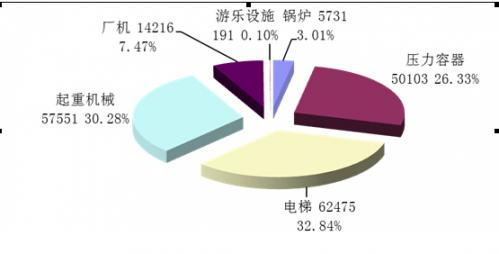 厂机 14216
7.47%
游乐设施
191 0.10%
锅炉 5731
3.01%
压力容器
50103 26.33%
起重机械
57551 30.28%
电梯 62475
32.84%